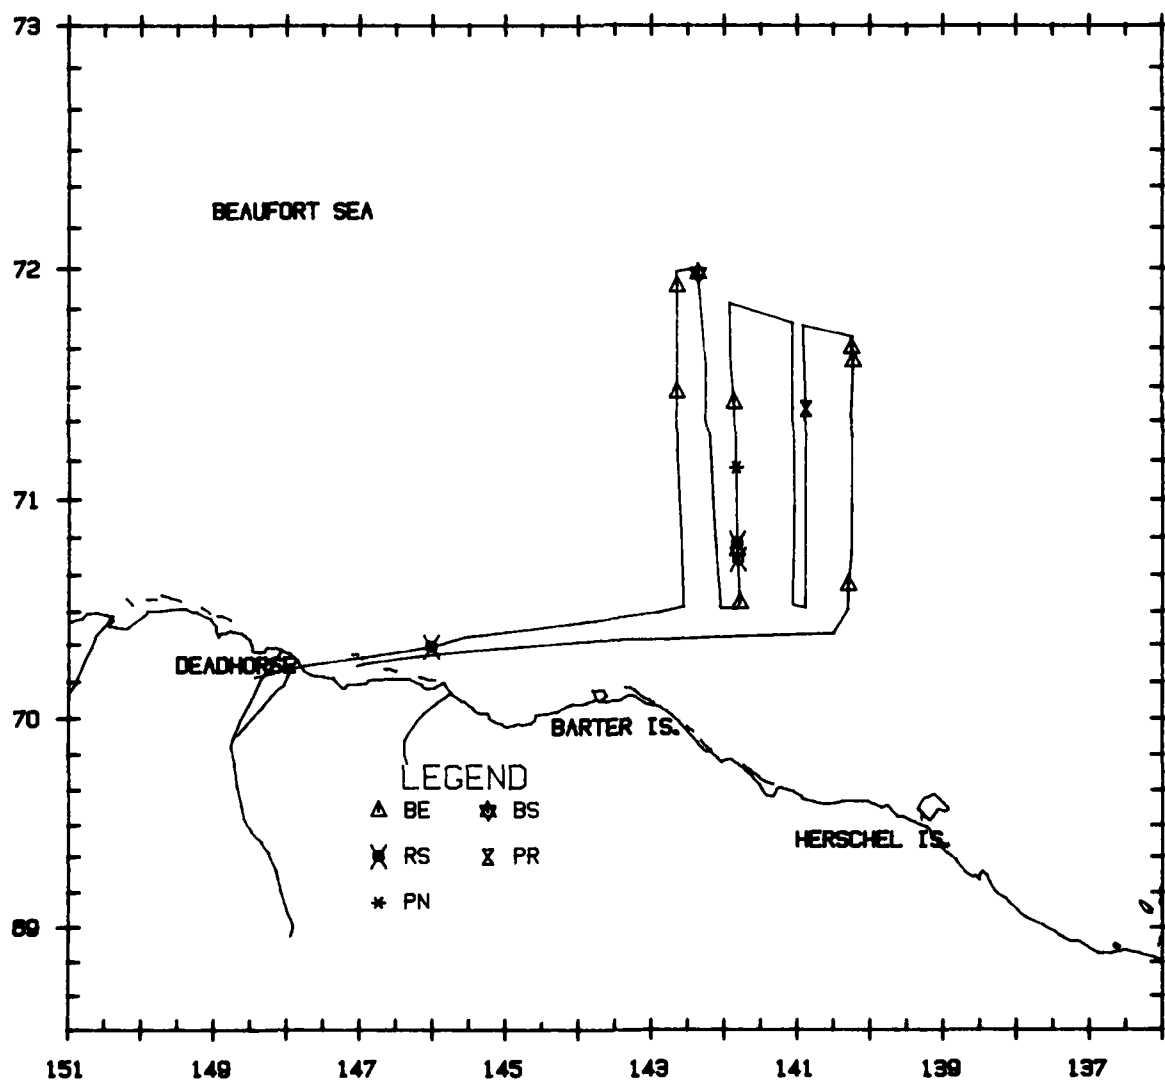 73
BEAUFORT SEA
72
71
DEADHORSE
70
BARTER IS.
LEGEND
BE BS
RS PR
HERSCHEL IS.
PN
69
151 149 147 145 143 141 139 137